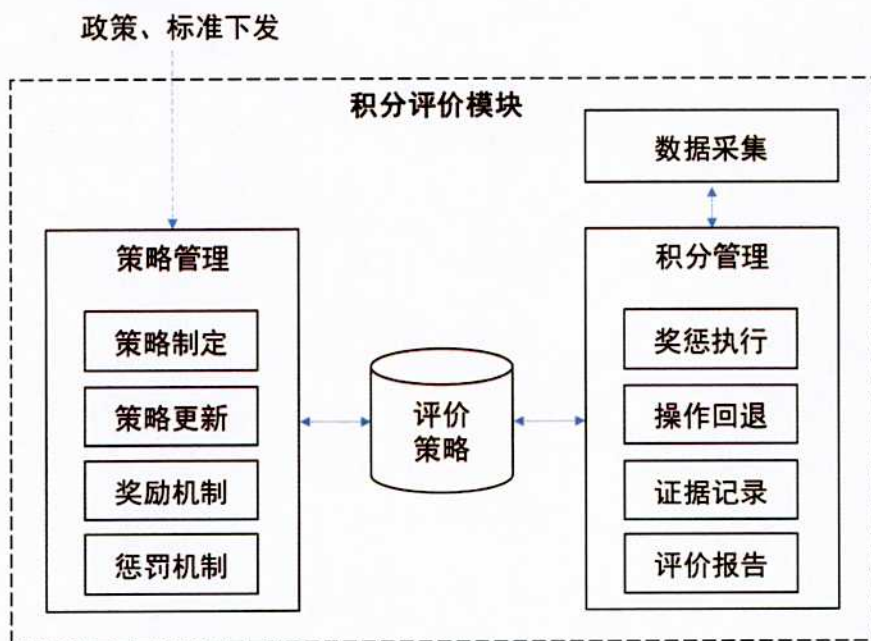 政策、标准下发
积分评价模块
数据采集
策略管理
策略制定
策略更新
奖励机制
惩罚机制
评价
策略
积分管理
奖惩执行
操作回退
证据记录
评价报告